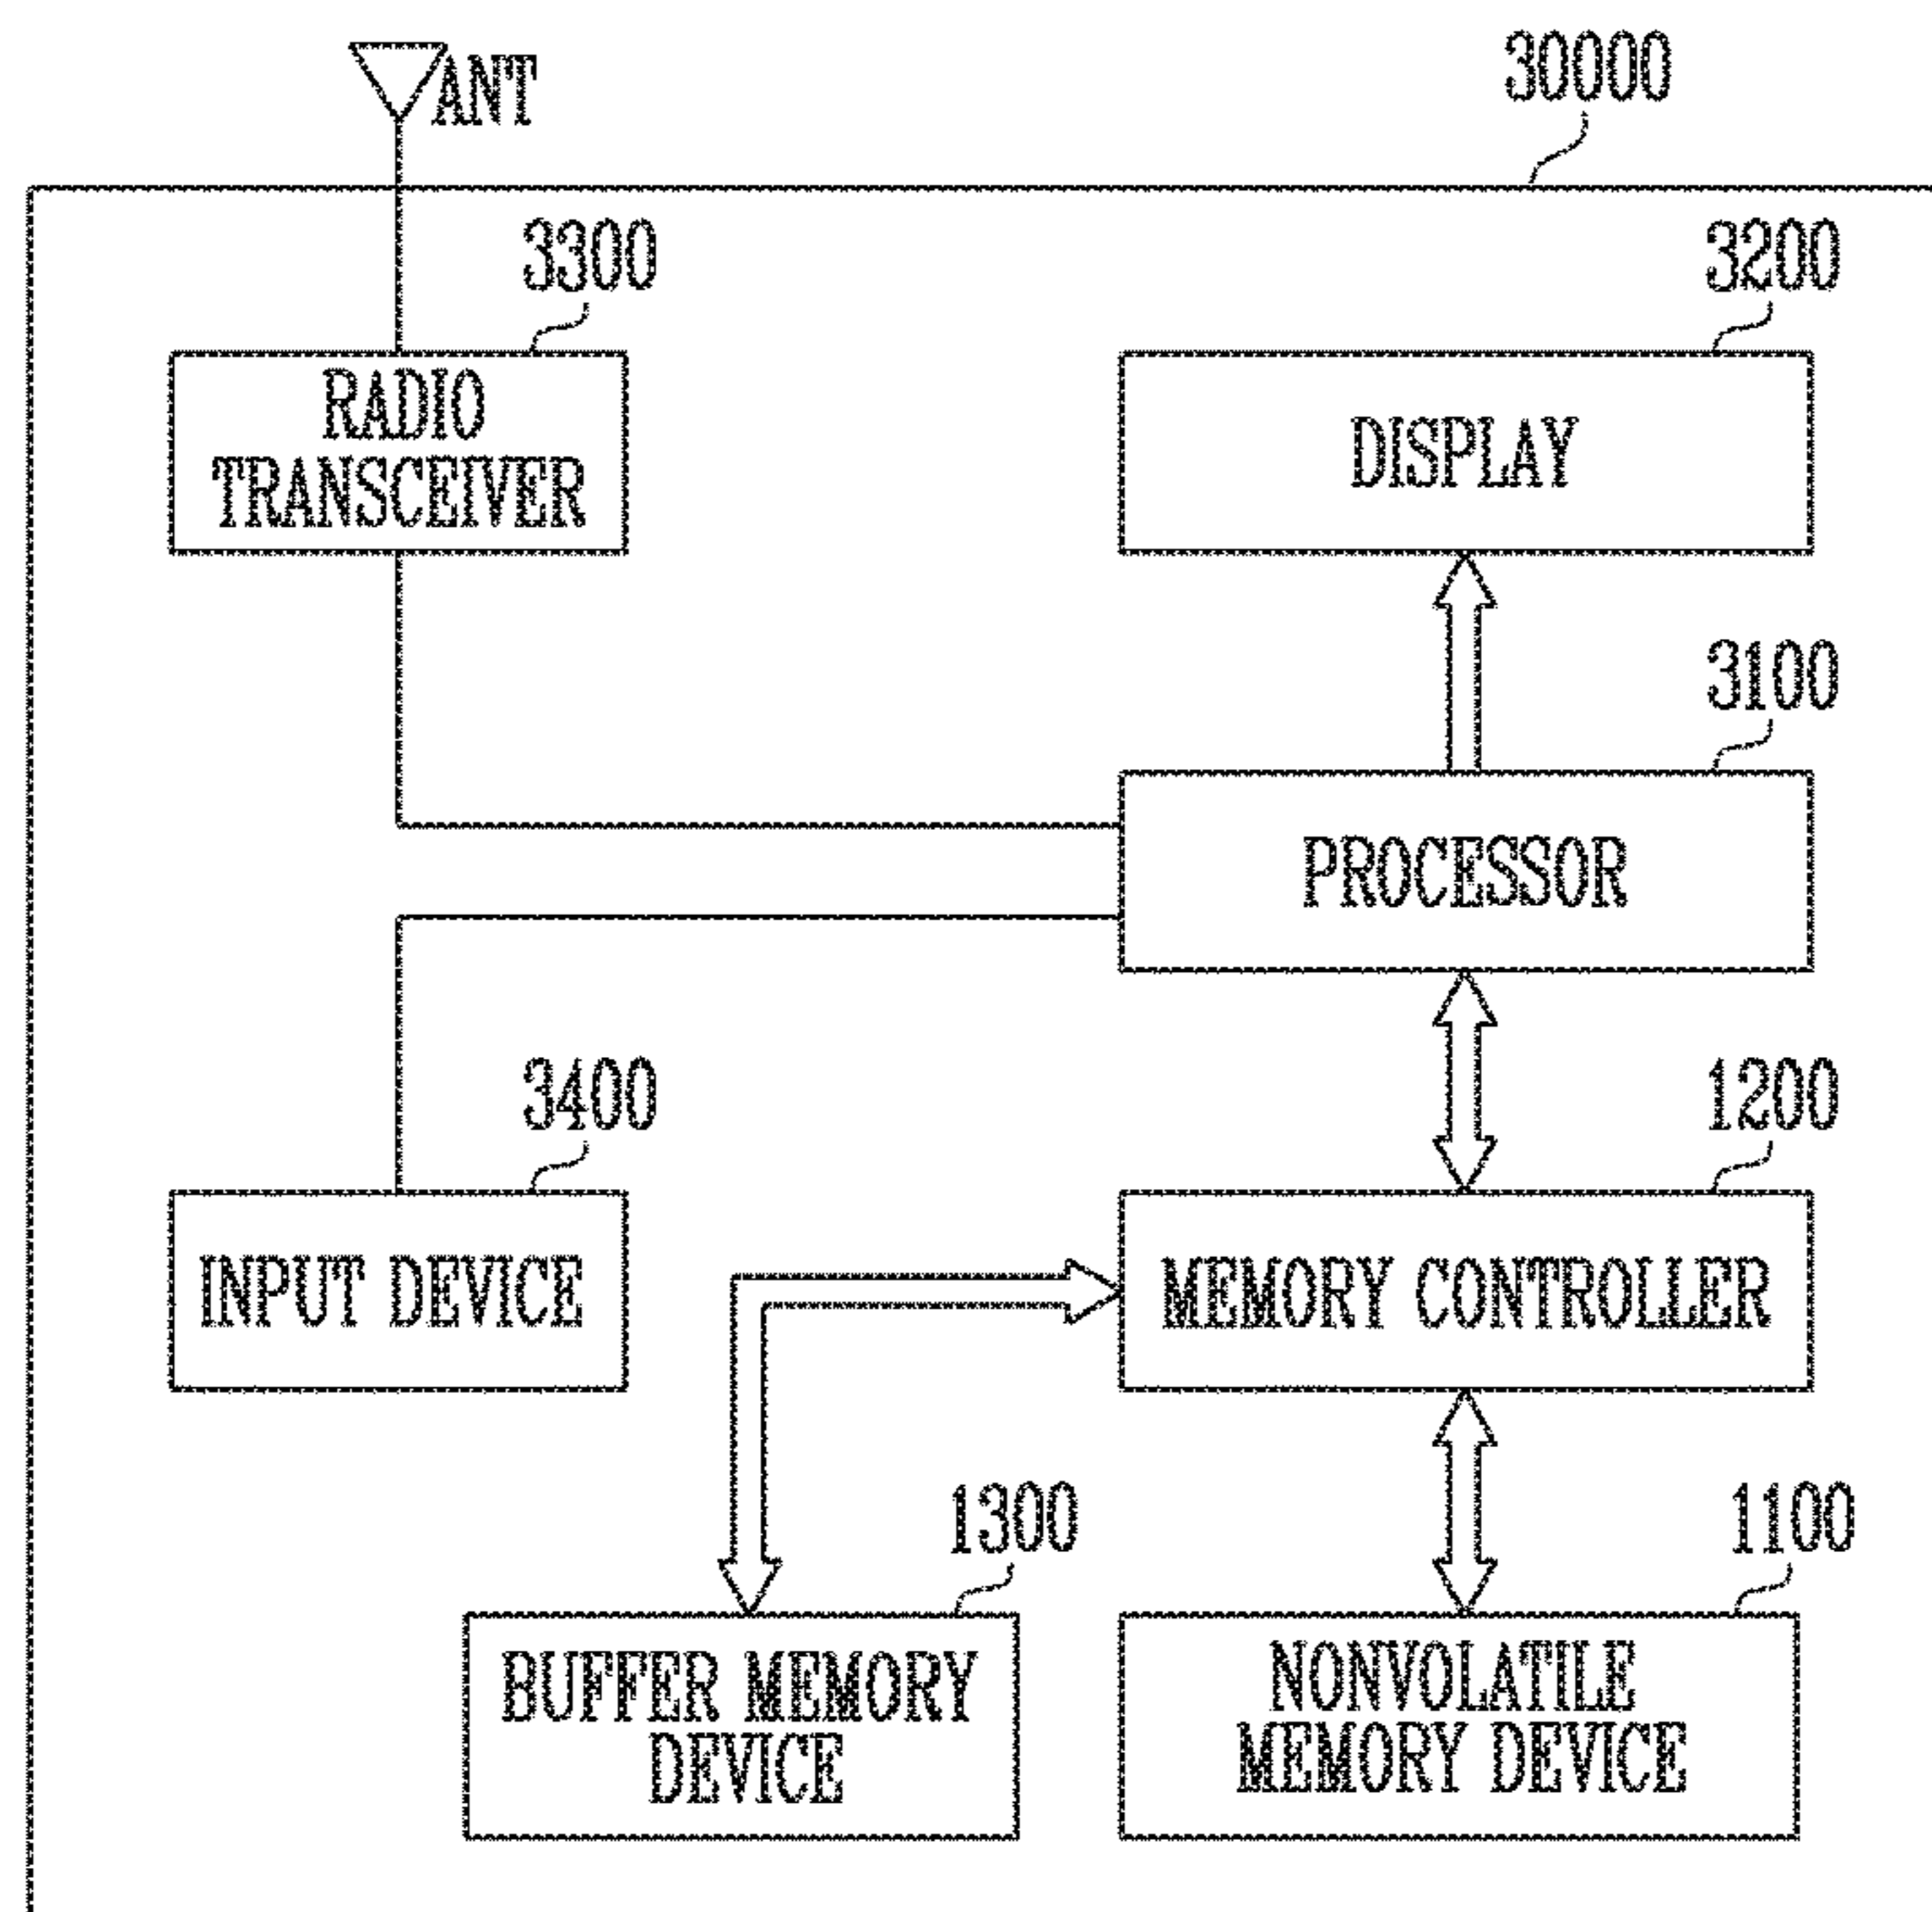 ANT
30000
3300
3200
RADIO
TRANSCEIVER
DISPLAY
3100
PROCESSOR
3400
1200
INPUT DEVICE
MEMORY CONTROLLER
1300
1100
BUFFER MEMORY
DEVICE
NONVOLATILE
MEMORY DEVICE